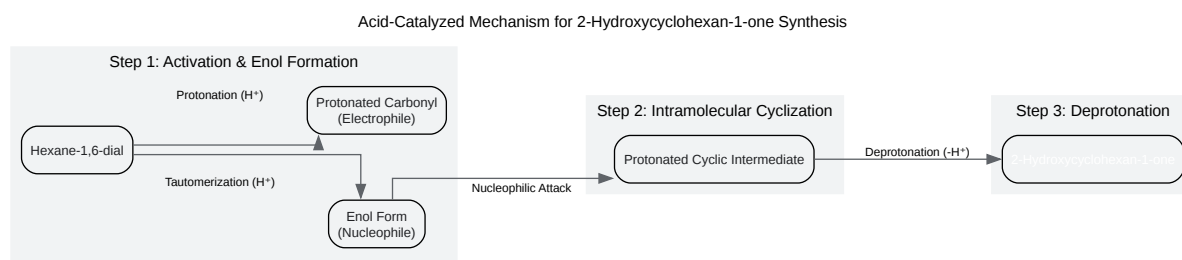 Acid-Catalyzed Mechanism for 2-Hydroxycyclohexan-1-one Synthesis
Step 1: Activation & Enol Formation
Protonation (H⁺)
Protonated Carbonyl
(Electrophile)
Hexane-1,6-dial
Tautomerization (H⁺)
Enol Form
(Nucleophile)
Nucleophilic Attack
Step 2: Intramolecular Cyclization
Protonated Cyclic Intermediate
Deprotonation (-H⁺)
Step 3: Deprotonation
2-Hydroxycyclohexan-1-one